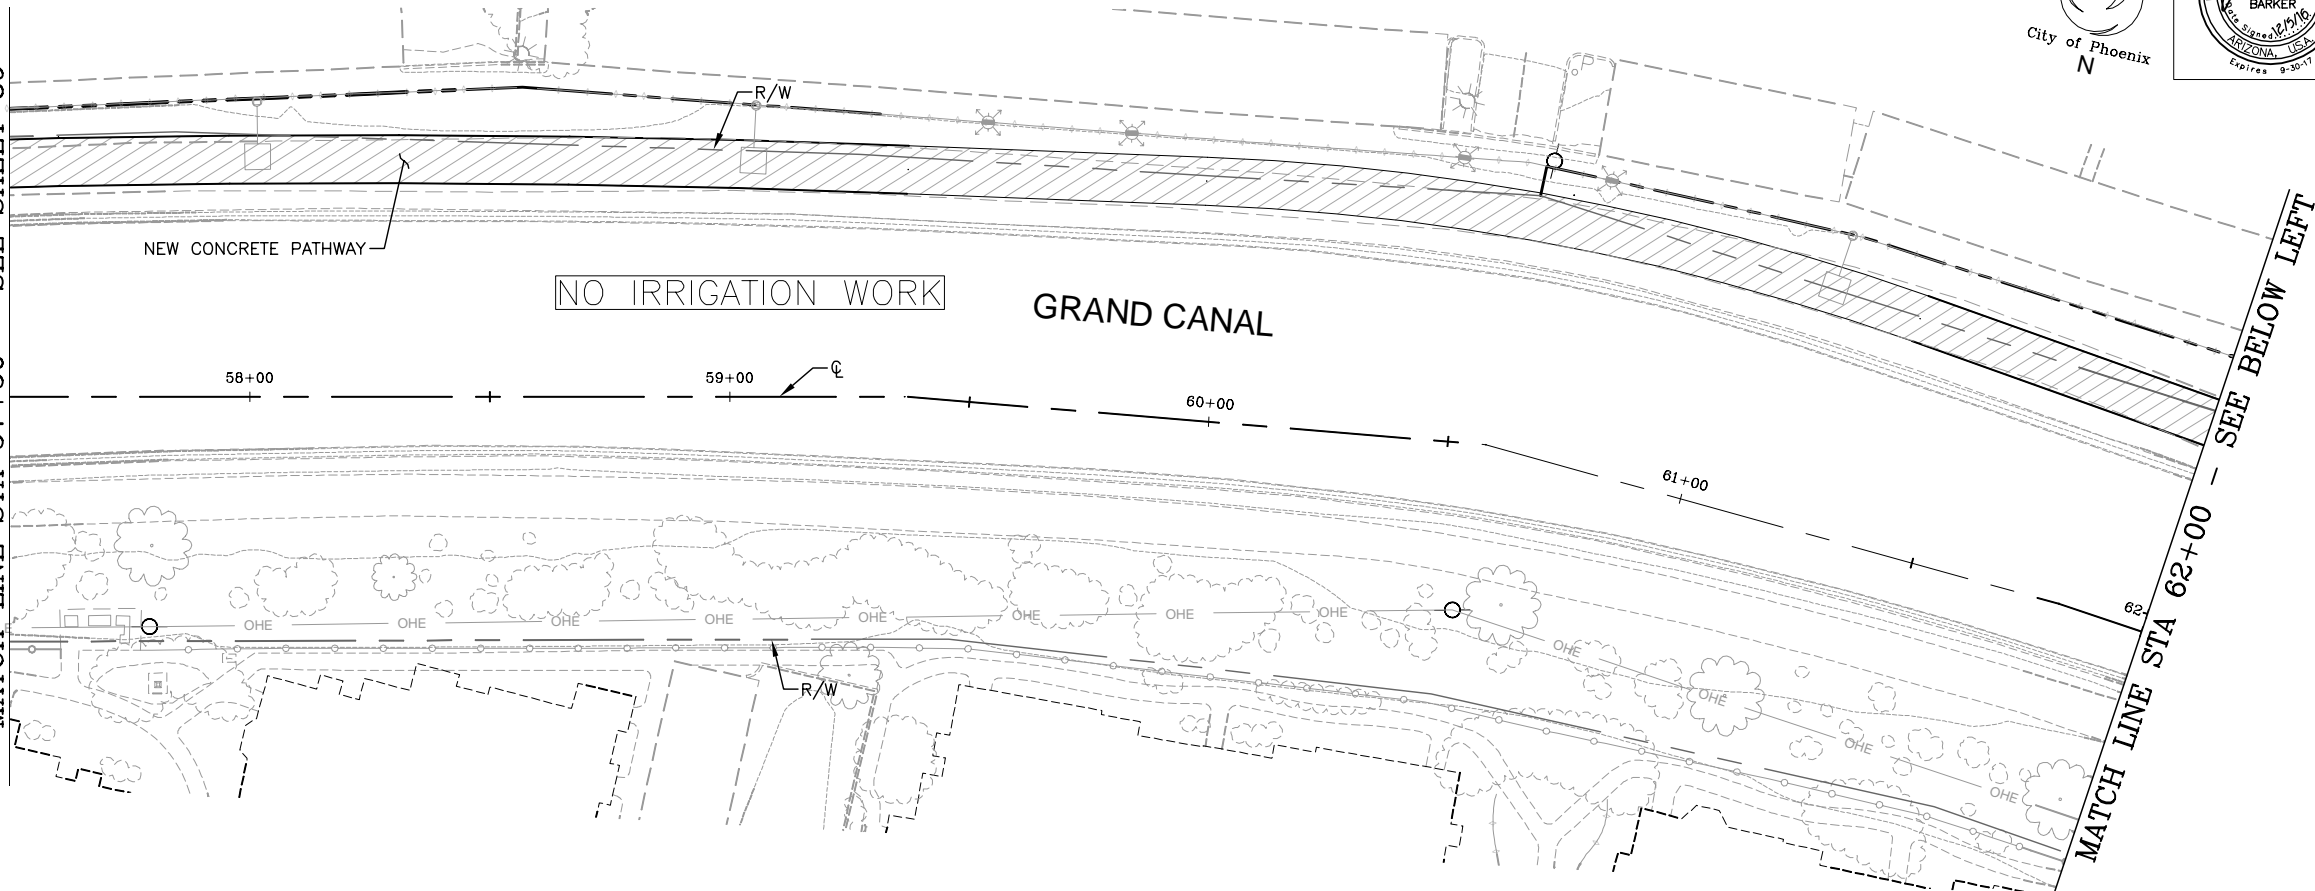 BARKER
Date Signed 12/5/16
ARIZONA, U.S.A.
Expires 9-30-17
City of Phoenix
N
R/W
NEW CONCRETE PATHWAY
NO IRRIGATION WORK
GRAND CANAL
58+00
59+00
℄
60+00
61+00
62
OHE
OHE
OHE
OHE
OHE
OHE
OHE
OHE
OHE
OHE
OHE
OHE
R/W
MATCH LINE STA 62+00 - SEE BELOW LEFT